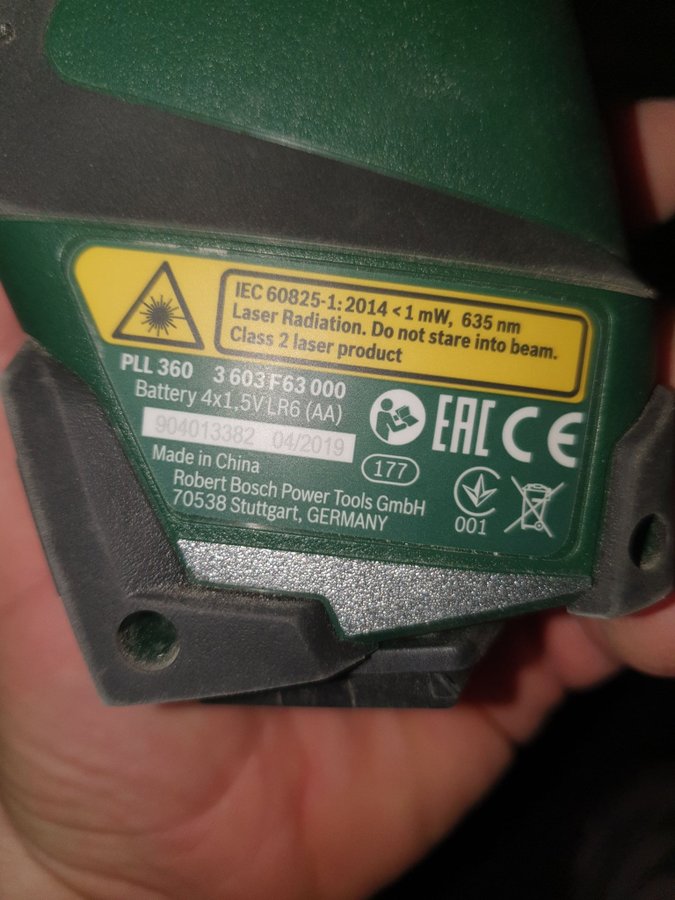 IEC 60825-1: 2014 < 1 mW, 635 nm
Laser Radiation. Do not stare into beam.
Class 2 laser product
PLL 360 3 603 F63 000
Battery 4x1,5V LR6 (AA)
904013382 04/2019
Made in China
Robert Bosch Power Tools GmbH
70538 Stuttgart, GERMANY
177
EAC CE
001